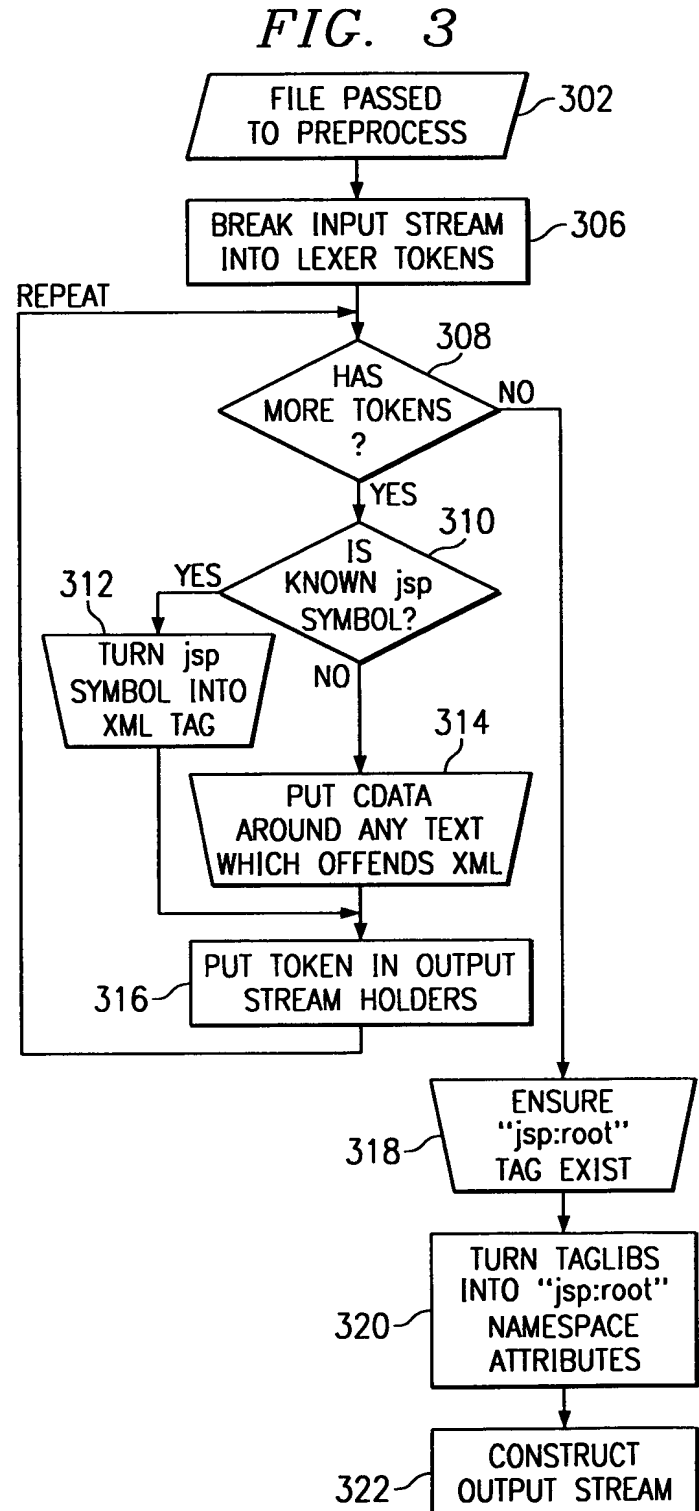 FIG. 3
FILE PASSED
TO PREPROCESS
302
BREAK INPUT STREAM
INTO LEXER TOKENS
306
REPEAT
308
HAS
MORE TOKENS
?
NO
YES
310
IS
KNOWN jsp
SYMBOL?
YES
312
TURN jsp
SYMBOL INTO
XML TAG
NO
314
PUT CDATA
AROUND ANY TEXT
WHICH OFFENDS XML
PUT TOKEN IN OUTPUT
STREAM HOLDERS
316
ENSURE
“jsp:root”
TAG EXIST
318
TURN TAGLIBS
INTO “jsp:root”
NAMESPACE
ATTRIBUTES
320
CONSTRUCT
OUTPUT STREAM
322